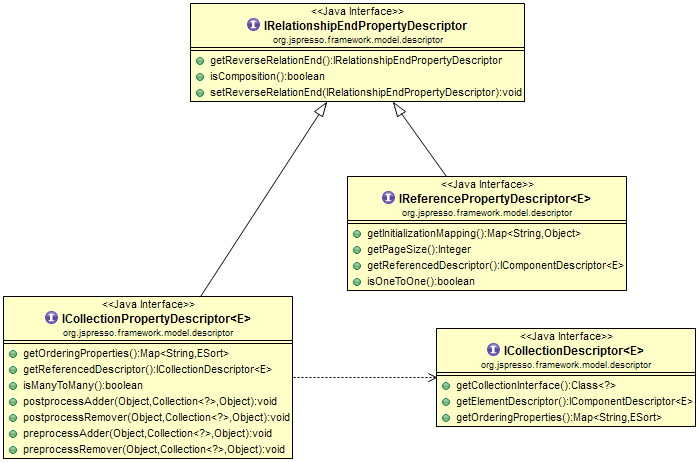 <<Java Interface>>
I IRelationshipEndPropertyDescriptor
org.jspresso.framework.model.descriptor
getReverseRelationEnd():IRelationshipEndPropertyDescriptor
isComposition():boolean
setReverseRelationEnd(IRelationshipEndPropertyDescriptor):void
<<Java Interface>>
I IReferencePropertyDescriptor<E>
org.jspresso.framework.model.descriptor
getInitializationMapping():Map<String,Object>
getPageSize():Integer
getReferencedDescriptor():IComponentDescriptor<E>
isOneToOne():boolean
<<Java Interface>>
I ICollectionPropertyDescriptor<E>
org.jspresso.framework.model.descriptor
getOrderingProperties():Map<String,ESort>
getReferencedDescriptor():ICollectionDescriptor<E>
isManyToMany():boolean
postprocessAdder(Object,Collection<?>,Object):void
postprocessRemover(Object,Collection<?>,Object):void
preprocessAdder(Object,Collection<?>,Object):void
preprocessRemover(Object,Collection<?>,Object):void
<<Java Interface>>
I ICollectionDescriptor<E>
org.jspresso.framework.model.descriptor
getCollectionInterface():Class<?>
getElementDescriptor():IComponentDescriptor<E>
getOrderingProperties():Map<String,ESort>